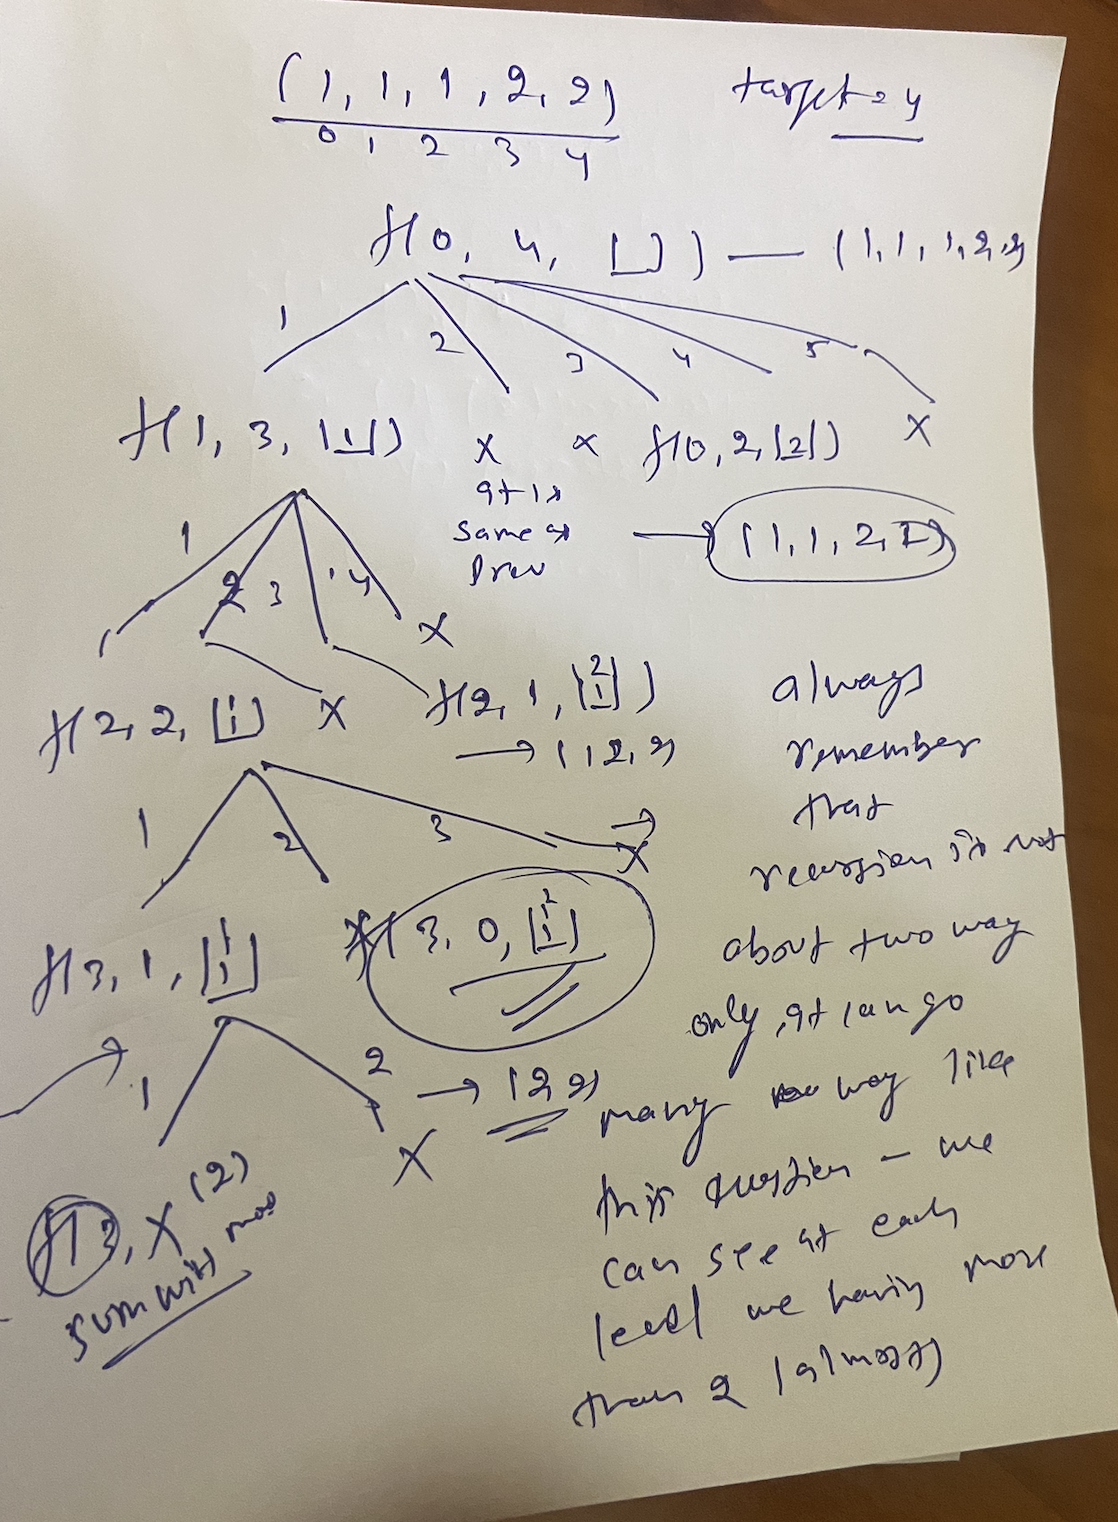 (1, 1, 1, 2, 2) target = 4
0 1 2 3 4
f(0, 4, [ ]) — (1, 1, 1, 2, 2)
1 2 3 4 5
f(1, 3, [1]) x x f(0, 2, [2]) x
it is
same as
prev
→ (1, 1, 2, 2)
1 2 3 4
x
f(2, 2, [1 1]) x f(2, 1, [2 1])
→ (1 2, 2)
always
remember
that
recursion is not
about two way
only, it can go
many way like
this question - we
can see at each
level we having more
than 2 (almost)
1 2 3
x
f(3, 1, [1 1 1]) f(3, 0, [2 1 1])
1 2 → (2, 2)
x
f(3, x (2)
sum will more